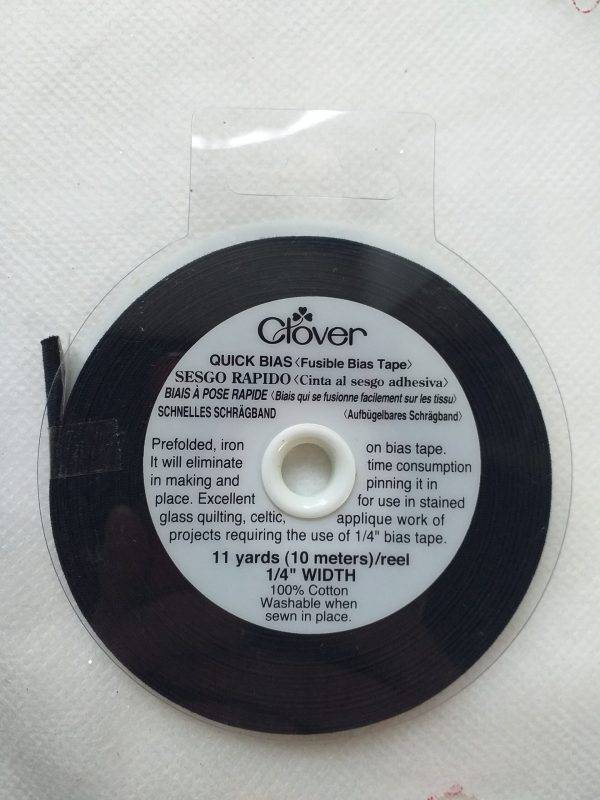 Clover
QUICK BIAS〈Fusible Bias Tape〉
SESGO RAPIDO〈Cinta al sesgo adhesiva〉
BIAIS À POSE RAPIDE〈Biais qui se fusionne facilement sur les tissu〉
SCHNELLES SCHRÄGBAND 〈Aufbügelbares Schrägband〉
Prefolded, iron on bias tape.
It will eliminate time consumption
in making and pinning it in
place. Excellent for use in stained
glass quilting, celtic, applique work of
projects requiring the use of 1/4" bias tape.
11 yards (10 meters)/reel
1/4" WIDTH
100% Cotton
Washable when
sewn in place.